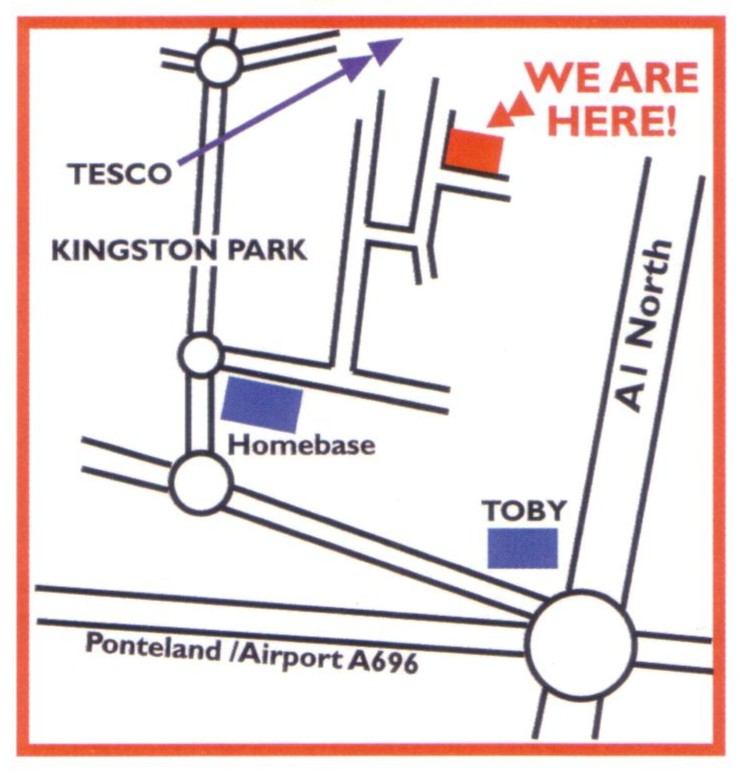 WE ARE
HERE!
TESCO
KINGSTON PARK
A1 North
Homebase
TOBY
Ponteland /Airport A696